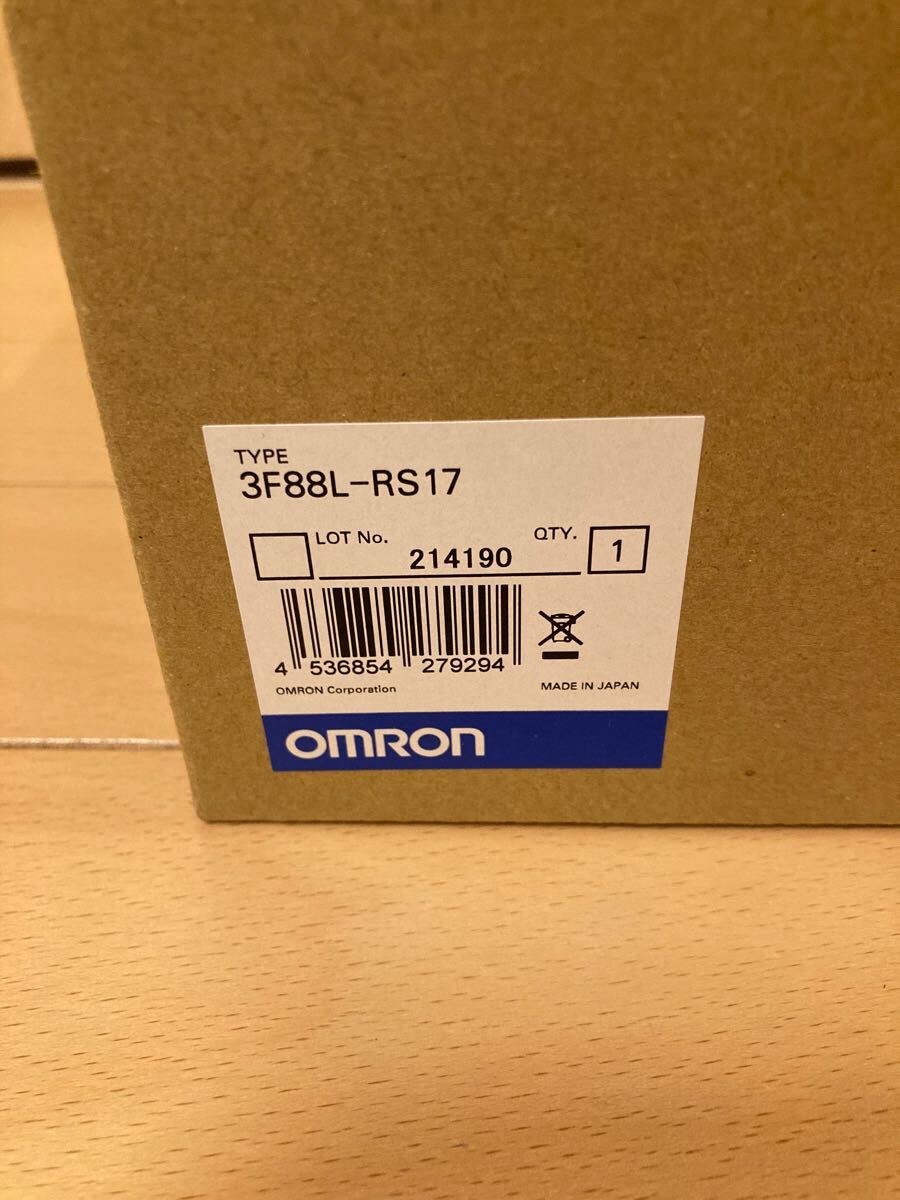 TYPE
3F88L-RS17
LOT No. 214190 QTY. 1
4 536854 279294
OMRON Corporation MADE IN JAPAN
OMRON